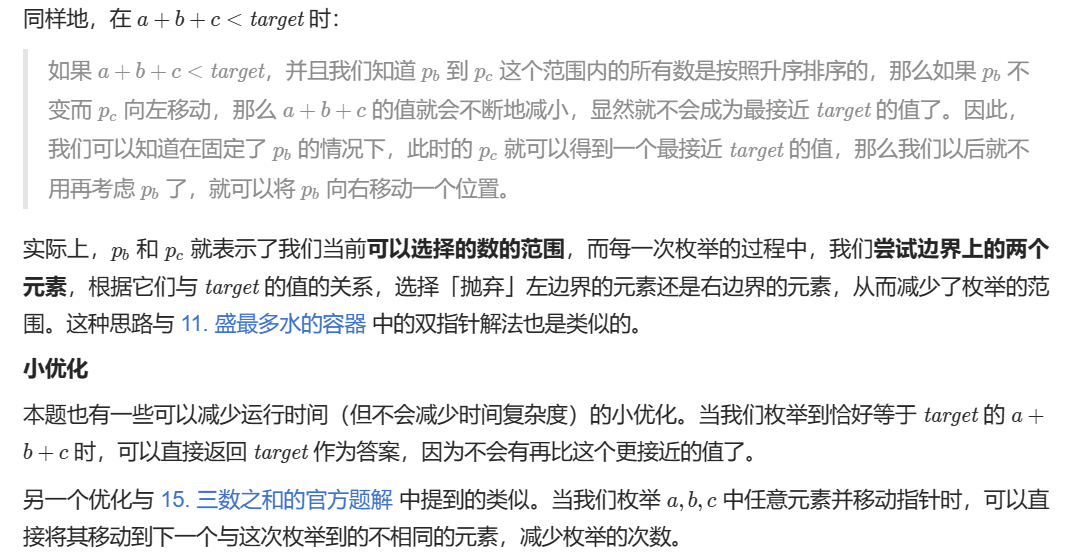 同样地，在 a + b + c < target 时：
如果 a + b + c < target，并且我们知道 p_b 到 p_c 这个范围内的所有数是按照升序排序的，那么如果 p_b 不
变而 p_c 向左移动，那么 a + b + c 的值就会不断地减小，显然就不会成为最接近 target 的值了。因此，
我们可以知道在固定了 p_b 的情况下，此时的 p_c 就可以得到一个最接近 target 的值，那么我们以后就不
用再考虑 p_b 了，就可以将 p_b 向右移动一个位置。
实际上，p_b 和 p_c 就表示了我们当前可以选择的数的范围，而每一次枚举的过程中，我们尝试边界上的两个
元素，根据它们与 target 的值的关系，选择「抛弃」左边界的元素还是右边界的元素，从而减少了枚举的范
围。这种思路与 11. 盛最多水的容器 中的双指针解法也是类似的。
小优化
本题也有一些可以减少运行时间（但不会减少时间复杂度）的小优化。当我们枚举到恰好等于 target 的 a +
b + c 时，可以直接返回 target 作为答案，因为不会有再比这个更接近的值了。
另一个优化与 15. 三数之和的官方题解 中提到的类似。当我们枚举 a, b, c 中任意元素并移动指针时，可以直
接将其移动到下一个与这次枚举到的不相同的元素，减少枚举的次数。